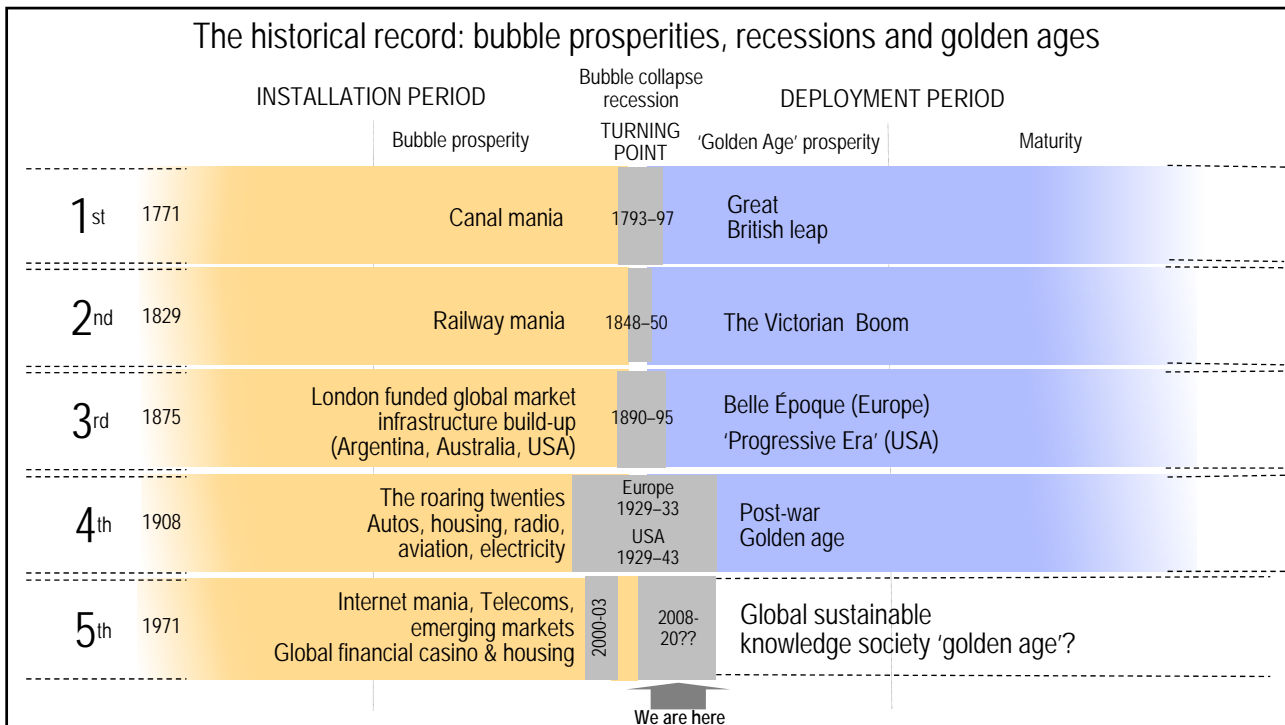 The historical record: bubble prosperities, recessions and golden ages
INSTALLATION PERIOD
Bubble collapse
recession
DEPLOYMENT PERIOD
Bubble prosperity
TURNING
POINT
‘Golden Age’ prosperity
Maturity
1st
1771
Canal mania
1793–97
Great
British leap
2nd
1829
Railway mania
1848–50
The Victorian Boom
3rd
1875
London funded global market
infrastructure build-up
(Argentina, Australia, USA)
1890–95
Belle Époque (Europe)
‘Progressive Era’ (USA)
4th
1908
The roaring twenties
Autos, housing, radio,
aviation, electricity
Europe
1929–33
USA
1929–43
Post-war
Golden age
5th
1971
Internet mania, Telecoms,
emerging markets
Global financial casino & housing
2000-03
2008-
20??
Global sustainable
knowledge society ‘golden age’?
We are here